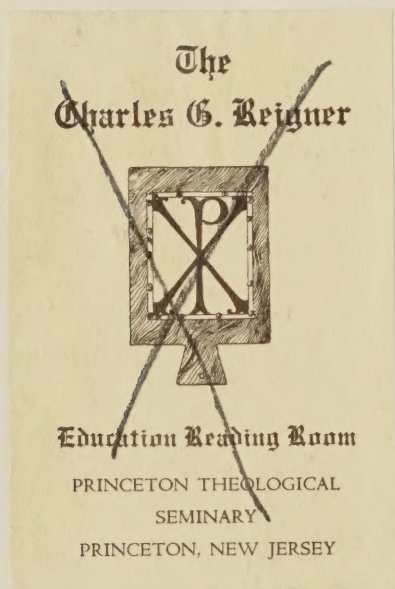 The
Charles G. Reigner
Education Reading Room
PRINCETON THEOLOGICAL
SEMINARY
PRINCETON, NEW JERSEY